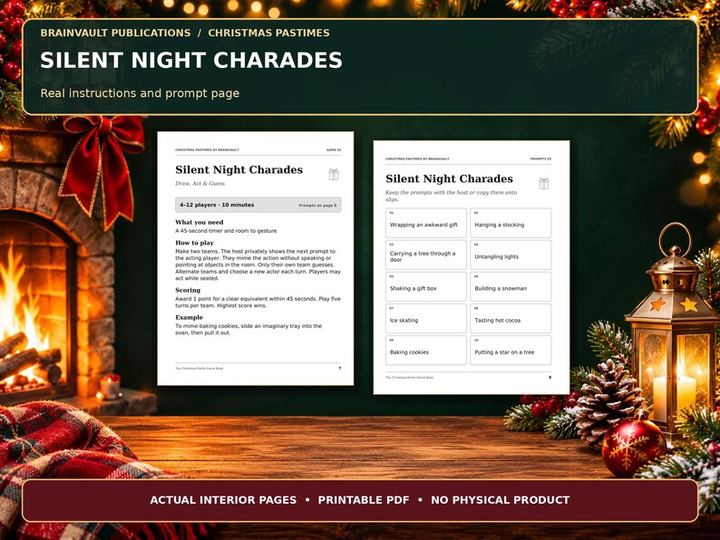 BRAINVAULT PUBLICATIONS / CHRISTMAS PASTIMES
SILENT NIGHT CHARADES
Real instructions and prompt page
CHRISTMAS PASTIMES BY BRAINVAULT
GAME 02
Silent Night Charades
Draw, Act & Guess
4–12 players · 10 minutes
Prompts on page 8
What you need
A 45-second timer and room to gesture
How to play
Make two teams. The host privately shows the next prompt to
the acting player. They mime the action without speaking or
pointing at objects in the room. Only their own team guesses.
Alternate teams and choose a new actor each turn. Players may
act while seated.
Scoring
Award 1 point for a clear equivalent within 45 seconds. Play five
turns per team. Highest score wins.
Example
To mime baking cookies, slide an imaginary tray into the
oven, then pull it out.
The Christmas Parlor Game Book
7
CHRISTMAS PASTIMES BY BRAINVAULT
PROMPTS 02
Silent Night Charades
Keep the prompts with the host or copy them onto
slips.
01
Wrapping an awkward gift
02
Hanging a stocking
03
Carrying a tree through a
door
04
Untangling lights
05
Shaking a gift box
06
Building a snowman
07
Ice skating
08
Tasting hot cocoa
09
Baking cookies
10
Putting a star on a tree
The Christmas Parlor Game Book
8
ACTUAL INTERIOR PAGES • PRINTABLE PDF • NO PHYSICAL PRODUCT